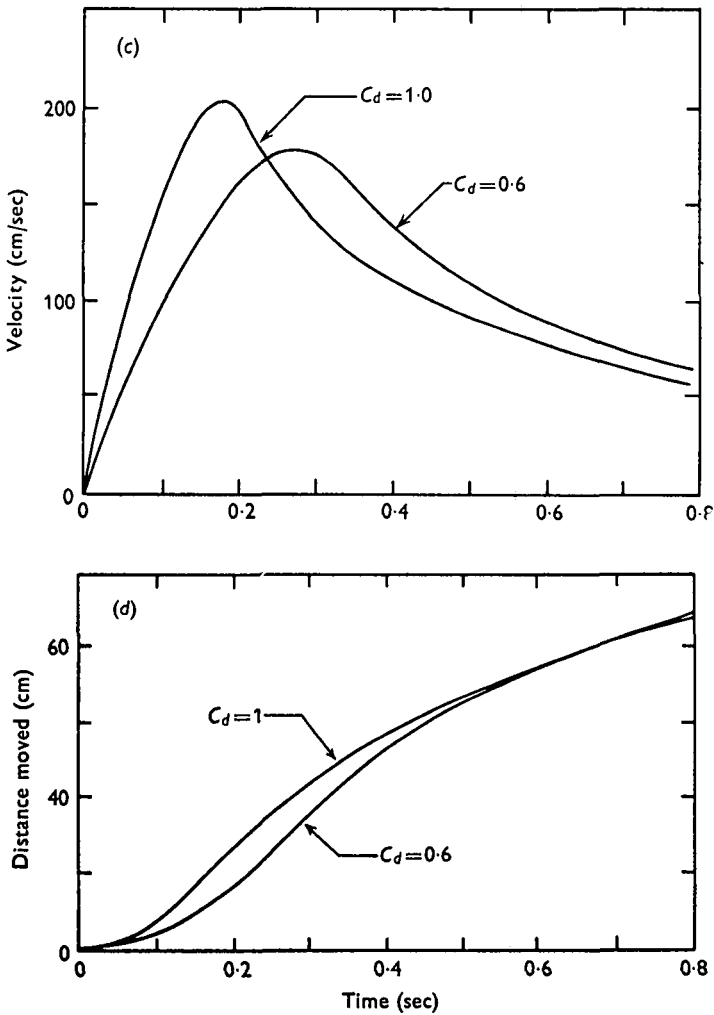 (c)
Cd=1·0
200
Cd=0·6
Velocity (cm/sec)
100
0
0 0·2 0·4 0·6
(d)
60
Cd=1
Distance moved (cm)
40
Cd=0·6
0
0 0·2 0·4 0·6 0·8
Time (sec)